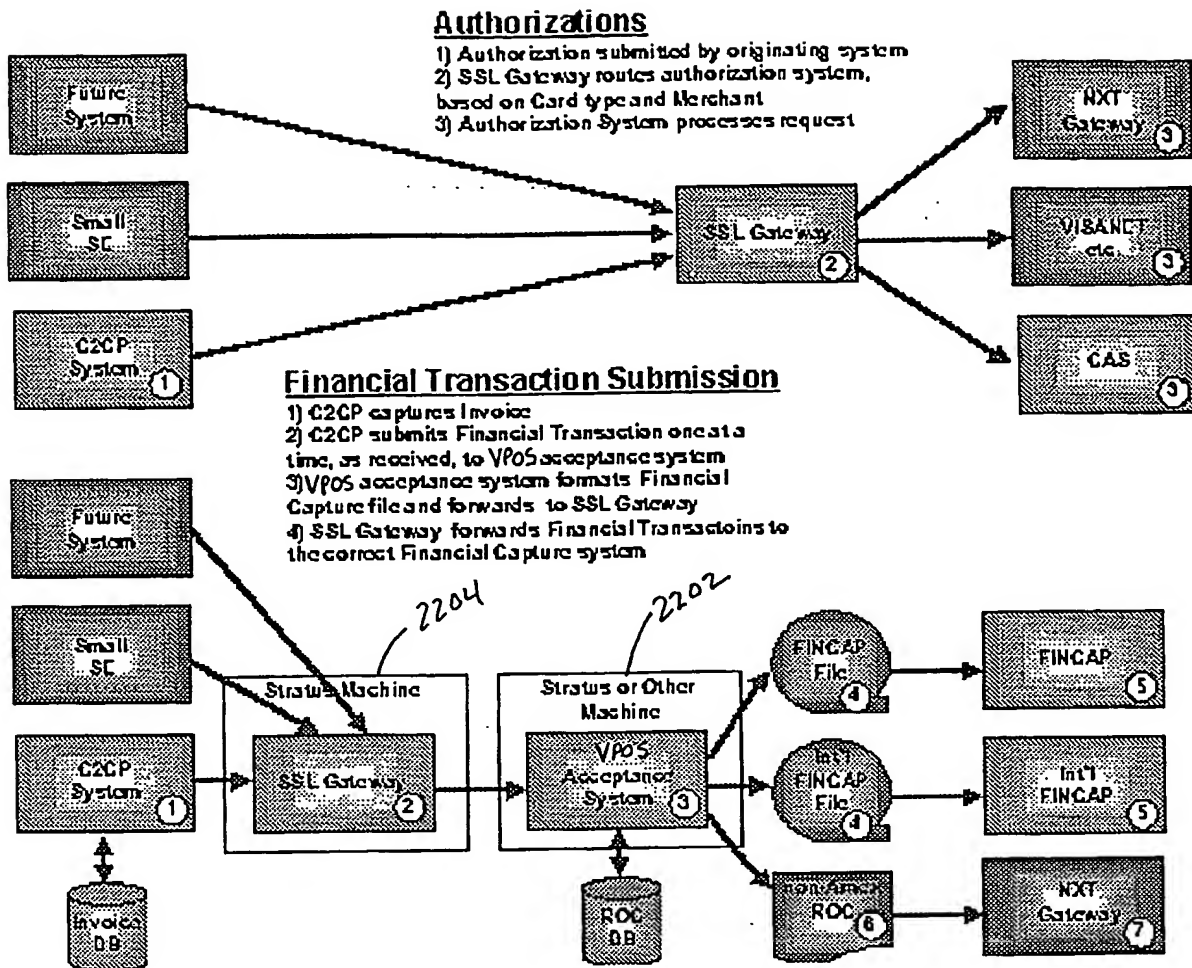 Authorizations
1) Authorization submitted by originating system
2) SSL Gateway routes authorization system,
based on Card type and Merchant
3) Authorization System processes request
Future
System
Small
SE
C2CP
System
1
SSL Gateway
2
NXT
Gateway
3
VISANET
etc.
3
CAS
3
Financial Transaction Submission
1) C2CP captures Invoice
2) C2CP submits Financial Transaction one at a
time, as received, to VPOS acceptance system
3) VPOS acceptance system formats Financial
Capture file and forwards to SSL Gateway
4) SSL Gateway forwards Financial Transactoins to
the correct Financial Capture system
Future
System
Small
SE
C2CP
System
1
Invoice
DB
2204
Stratus Machine
SSL Gateway
2
2202
Stratus or Other
Machine
VPOS
Acceptance
System
3
ROC
DB
FINCAP
File
4
Int'l
FINCAP
File
4
non-Amex
ROC
6
FINCAP
5
Int'l
FINCAP
5
NXT
Gateway
7